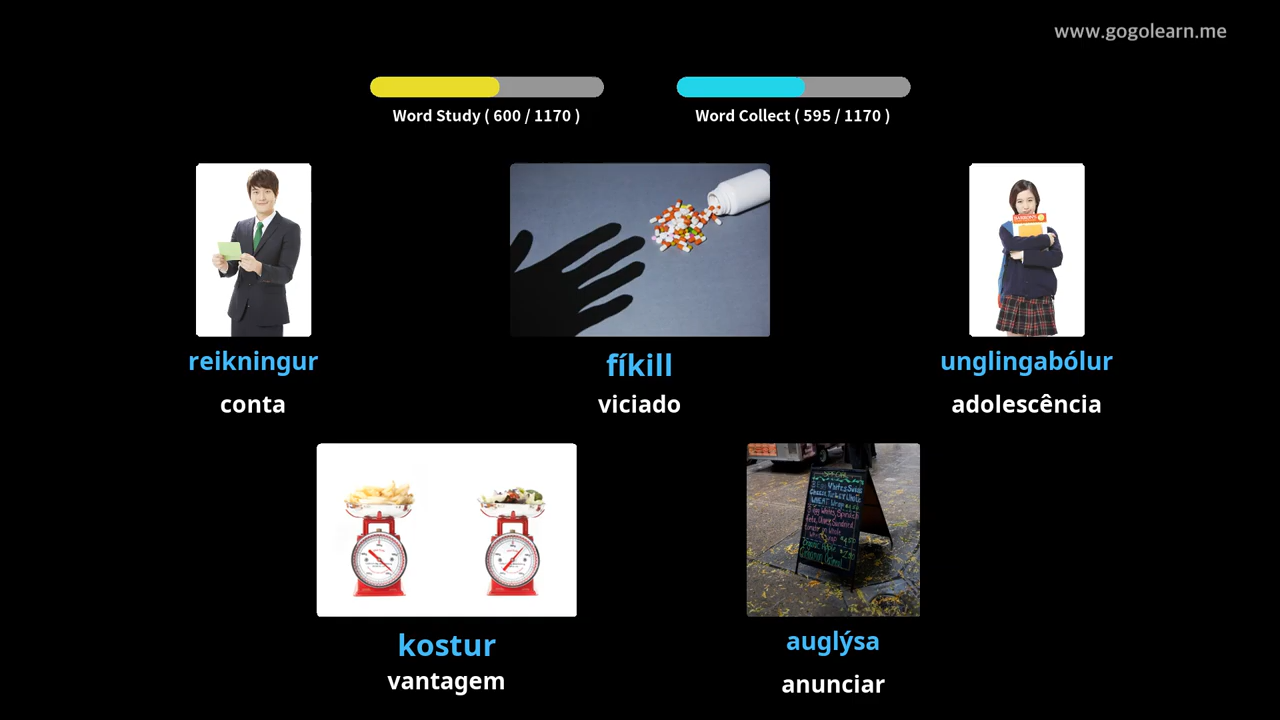 www.gogolearn.me
Word Study ( 600 / 1170 )
Word Collect ( 595 / 1170 )
reikningur
conta
fíkill
viciado
unglingabólur
adolescência
kostur
vantagem
auglýsa
anunciar